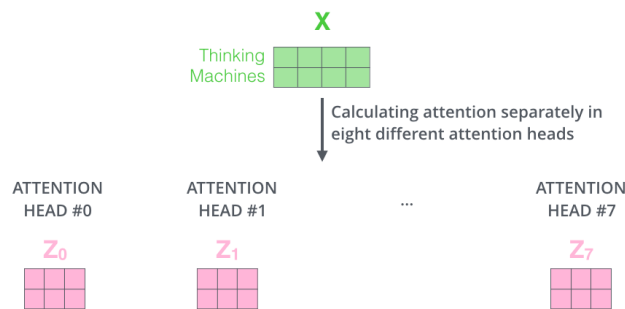 X
Thinking
Machines
Calculating attention separately in
eight different attention heads
ATTENTION
HEAD #0
ATTENTION
HEAD #1
...
ATTENTION
HEAD #7
Z0
Z1
Z7